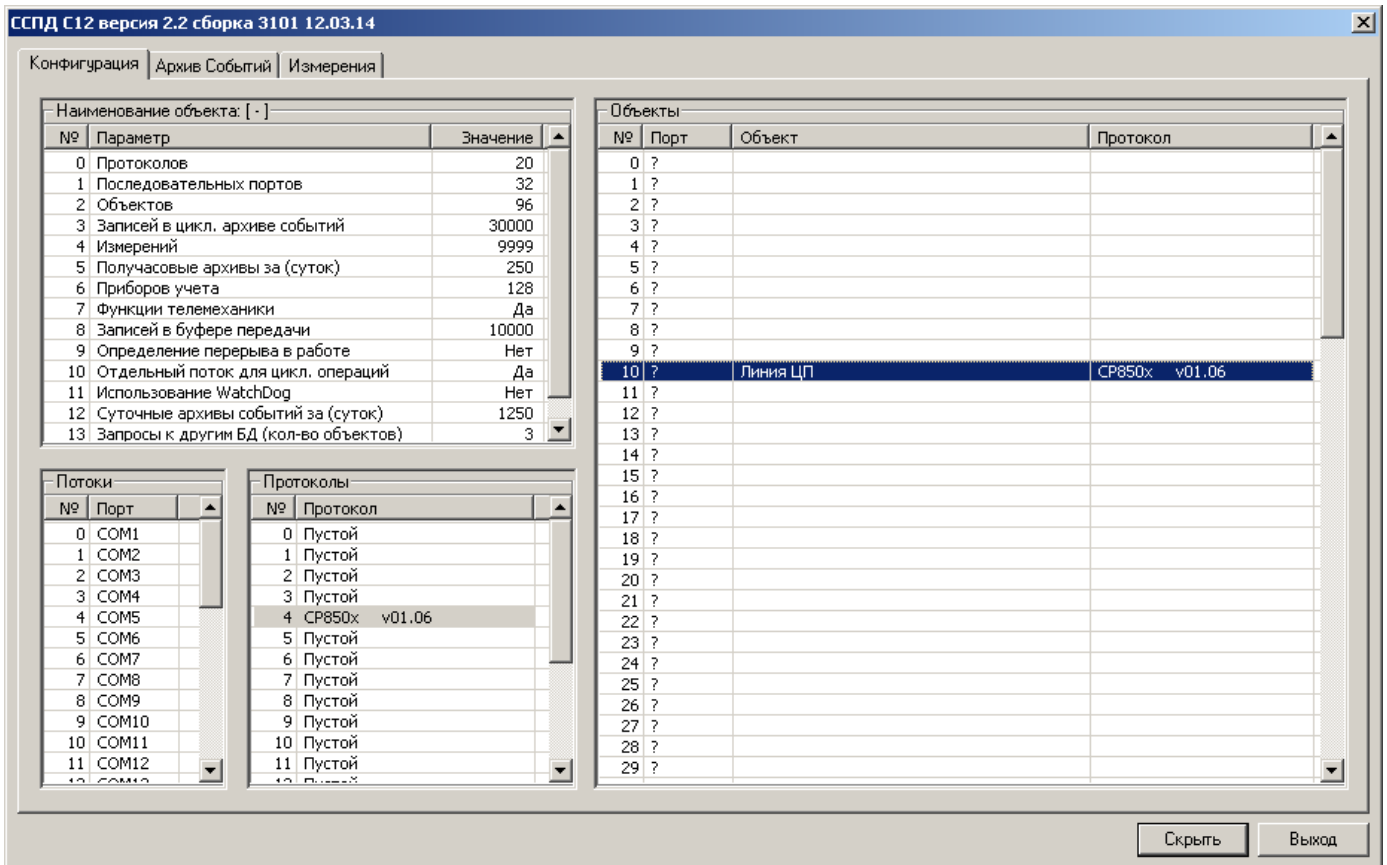 ССПД С12 версия 2.2 сборка 3101 12.03.14
Конфигурация Архив Событий Измерения
Наименование объекта: [ - ]
№ Параметр Значение
0 Протоколов 20
1 Последовательных портов 32
2 Объектов 96
3 Записей в цикл. архиве событий 30000
4 Измерений 9999
5 Получасовые архивы за (суток) 250
6 Приборов учета 128
7 Функции телемеханики Да
8 Записей в буфере передачи 10000
9 Определение перерыва в работе Нет
10 Отдельный поток для цикл. операций Да
11 Использование WatchDog Нет
12 Суточные архивы событий за (суток) 1250
13 Запросы к другим БД (кол-во объектов) 3
Потоки
№ Порт
0 COM1
1 COM2
2 COM3
3 COM4
4 COM5
5 COM6
6 COM7
7 COM8
8 COM9
9 COM10
10 COM11
11 COM12
12 COM13
Протоколы
№ Протокол
0 Пустой
1 Пустой
2 Пустой
3 Пустой
4 CP850x v01.06
5 Пустой
6 Пустой
7 Пустой
8 Пустой
9 Пустой
10 Пустой
11 Пустой
12 Пустой
Объекты
№ Порт Объект Протокол
0 ?
1 ?
2 ?
3 ?
4 ?
5 ?
6 ?
7 ?
8 ?
9 ?
10 ? Линия ЦП CP850x v01.06
11 ?
12 ?
13 ?
14 ?
15 ?
16 ?
17 ?
18 ?
19 ?
20 ?
21 ?
22 ?
23 ?
24 ?
25 ?
26 ?
27 ?
28 ?
29 ?
Скрыть Выход